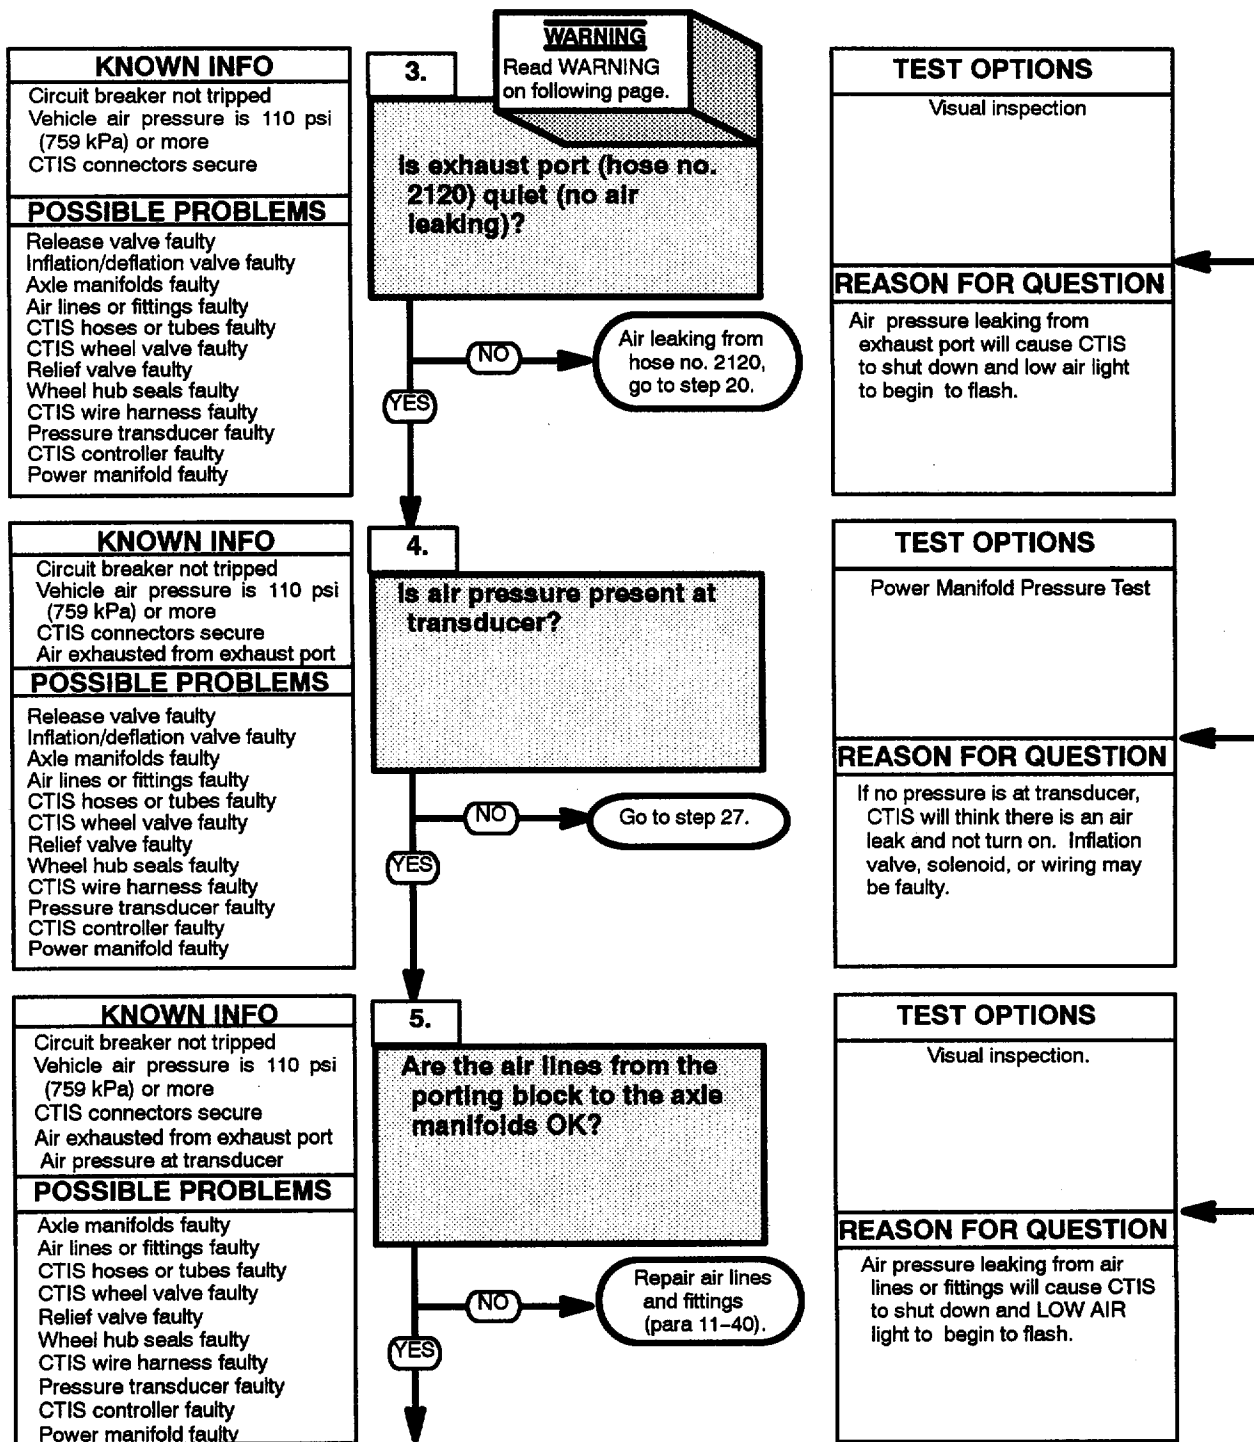 KNOWN INFO
Circuit breaker not tripped
Vehicle air pressure is 110 psi
(759 kPa) or more
CTIS connectors secure
POSSIBLE PROBLEMS
Release valve faulty
Inflation/deflation valve faulty
Axle manifolds faulty
Air lines or fittings faulty
CTIS hoses or tubes faulty
CTIS wheel valve faulty
Relief valve faulty
Wheel hub seals faulty
CTIS wire harness faulty
Pressure transducer faulty
CTIS controller faulty
Power manifold faulty
3.
WARNING
Read WARNING
on following page.
Is exhaust port (hose no.
2120) quiet (no air
leaking)?
NO
Air leaking from
hose no. 2120,
go to step 20.
YES
TEST OPTIONS
Visual inspection
REASON FOR QUESTION
Air pressure leaking from
exhaust port will cause CTIS
to shut down and low air light
to begin to flash.
KNOWN INFO
Circuit breaker not tripped
Vehicle air pressure is 110 psi
(759 kPa) or more
CTIS connectors secure
Air exhausted from exhaust port
POSSIBLE PROBLEMS
Release valve faulty
Inflation/deflation valve faulty
Axle manifolds faulty
Air lines or fittings faulty
CTIS hoses or tubes faulty
CTIS wheel valve faulty
Relief valve faulty
Wheel hub seals faulty
CTIS wire harness faulty
Pressure transducer faulty
CTIS controller faulty
Power manifold faulty
4.
Is air pressure present at
transducer?
NO
Go to step 27.
YES
TEST OPTIONS
Power Manifold Pressure Test
REASON FOR QUESTION
If no pressure is at transducer,
CTIS will think there is an air
leak and not turn on. Inflation
valve, solenoid, or wiring may
be faulty.
KNOWN INFO
Circuit breaker not tripped
Vehicle air pressure is 110 psi
(759 kPa) or more
CTIS connectors secure
Air exhausted from exhaust port
Air pressure at transducer
POSSIBLE PROBLEMS
Axle manifolds faulty
Air lines or fittings faulty
CTIS hoses or tubes faulty
CTIS wheel valve faulty
Relief valve faulty
Wheel hub seals faulty
CTIS wire harness faulty
Pressure transducer faulty
CTIS controller faulty
Power manifold faulty
5.
Are the air lines from the
porting block to the axle
manifolds OK?
NO
Repair air lines
and fittings
(para 11–40).
YES
TEST OPTIONS
Visual inspection.
REASON FOR QUESTION
Air pressure leaking from air
lines or fittings will cause CTIS
to shut down and LOW AIR
light to begin to flash.